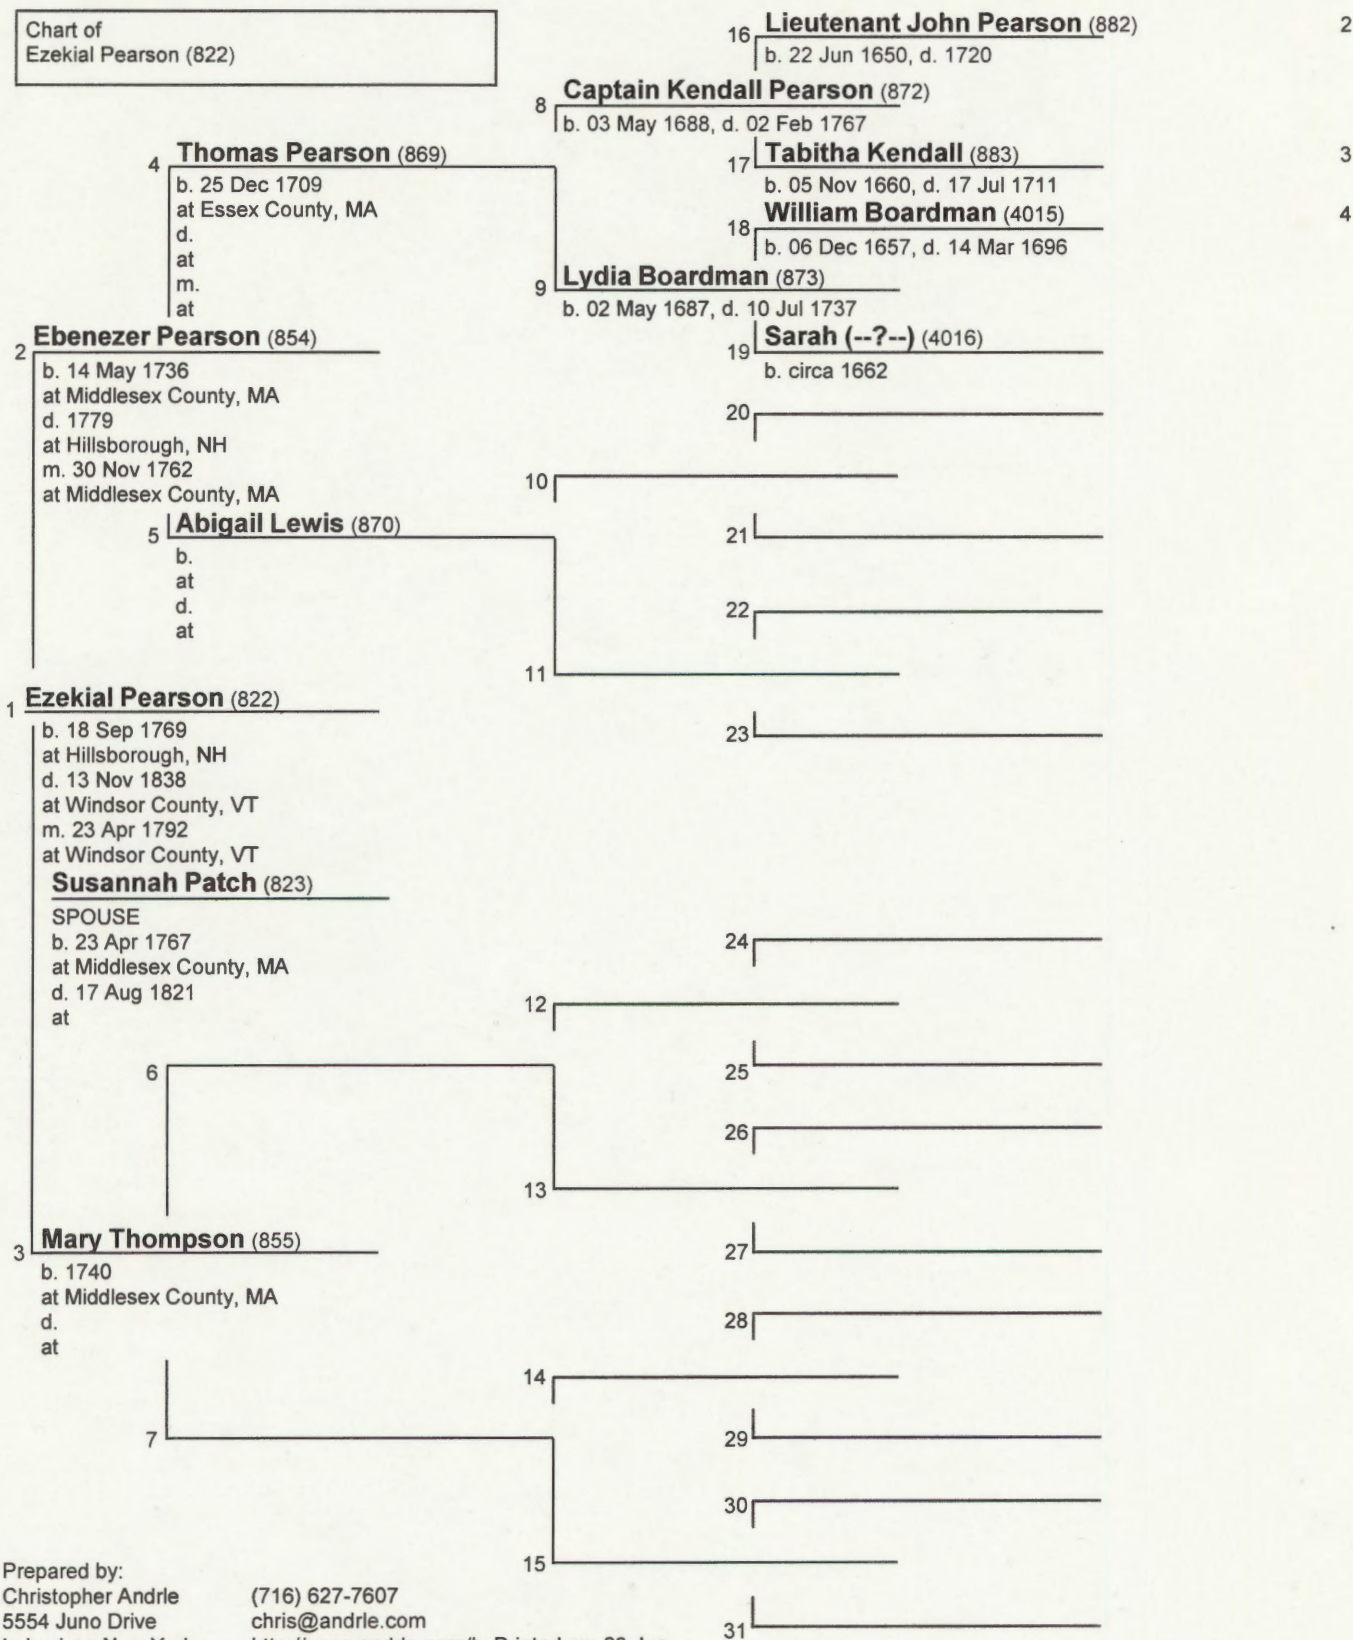 Chart of
Ezekial Pearson (822)
16 Lieutenant John Pearson (882) 2
b. 22 Jun 1650, d. 1720
8 Captain Kendall Pearson (872)
b. 03 May 1688, d. 02 Feb 1767
4 Thomas Pearson (869)
b. 25 Dec 1709
at Essex County, MA
d.
at
m.
at
17 Tabitha Kendall (883) 3
b. 05 Nov 1660, d. 17 Jul 1711
18 William Boardman (4015) 4
b. 06 Dec 1657, d. 14 Mar 1696
9 Lydia Boardman (873)
b. 02 May 1687, d. 10 Jul 1737
19 Sarah (--?--) (4016)
b. circa 1662
2 Ebenezer Pearson (854)
b. 14 May 1736
at Middlesex County, MA
d. 1779
at Hillsborough, NH
m. 30 Nov 1762
at Middlesex County, MA
20
10
5 Abigail Lewis (870)
b.
at
d.
at
21
22
11
23
1 Ezekial Pearson (822)
b. 18 Sep 1769
at Hillsborough, NH
d. 13 Nov 1838
at Windsor County, VT
m. 23 Apr 1792
at Windsor County, VT
Susannah Patch (823)
SPOUSE
b. 23 Apr 1767
at Middlesex County, MA
d. 17 Aug 1821
at
24
12
6
25
26
13
3 Mary Thompson (855)
b. 1740
at Middlesex County, MA
d.
at
27
28
14
7
29
30
15
31
Prepared by:
Christopher Andrle (716) 627-7607
5554 Juno Drive chris@andrle.com